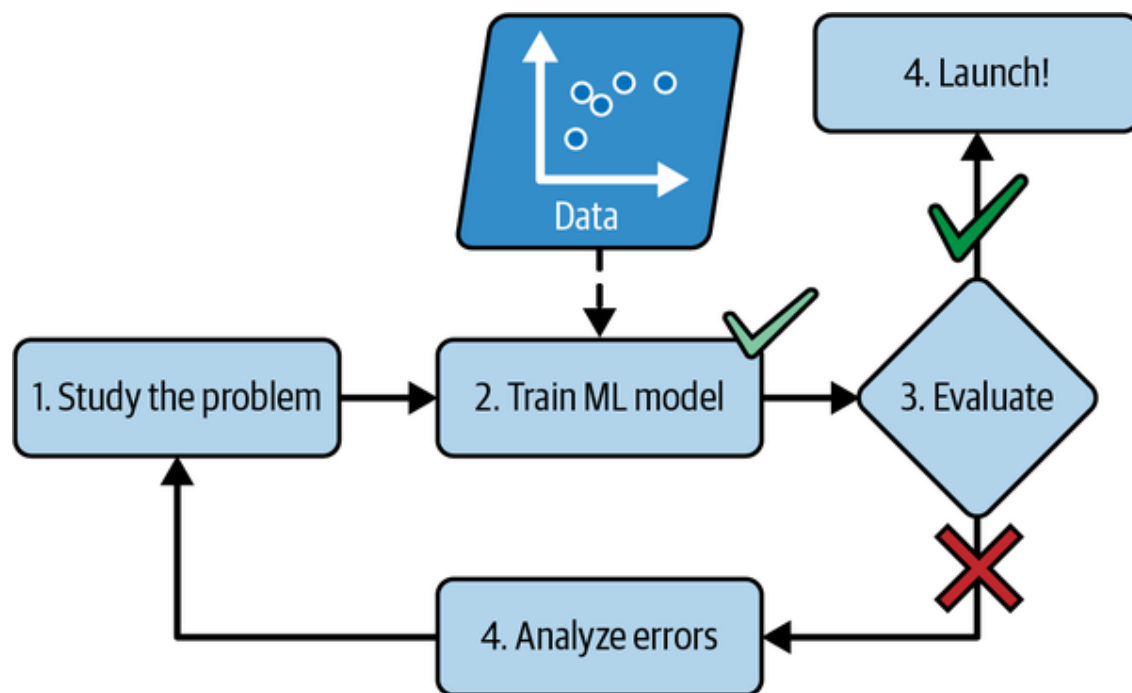 4. Launch!
Data
1. Study the problem
2. Train ML model
3. Evaluate
4. Analyze errors